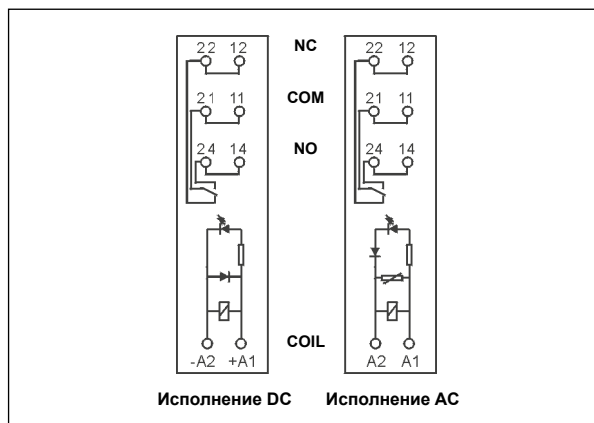 22 12 NC 22 12
21 11 COM 21 11
24 14 NO 24 14
-A2 +A1 COIL A2 A1
Исполнение DC Исполнение AC